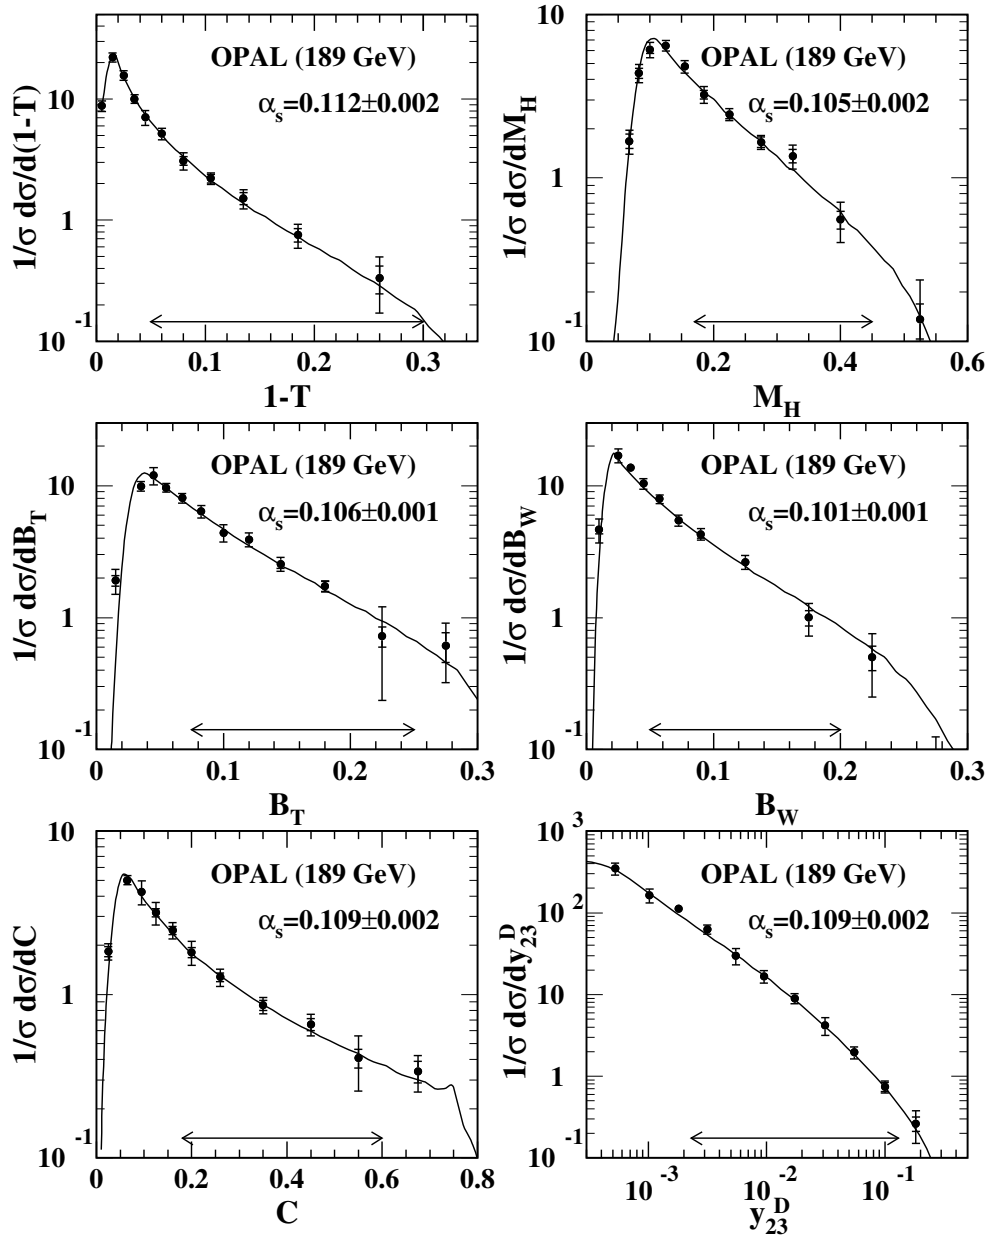 OPAL (189 GeV)
αs=0.112±0.002
1/σ dσ/d(1-T)
10
1
10 -1
0 0.1 0.2 0.3
1-T
OPAL (189 GeV)
αs=0.105±0.002
1/σ dσ/dM_H
10
1
10 -1
0 0.2 0.4 0.6
M_H
OPAL (189 GeV)
αs=0.106±0.001
1/σ dσ/dB_T
10
1
10 -1
0 0.1 0.2 0.3
B_T
OPAL (189 GeV)
αs=0.101±0.001
1/σ dσ/dB_W
10
1
10 -1
0 0.1 0.2 0.3
B_W
OPAL (189 GeV)
αs=0.109±0.002
1/σ dσ/dC
10
1
10 -1
0 0.2 0.4 0.6 0.8
C
OPAL (189 GeV)
αs=0.109±0.002
1/σ dσ/dy_23^D
10 3
10 2
10
1
10 -1
10 -3 10 -2 10 -1
y_23^D